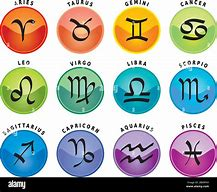 ARIES TAURUS GEMINI CANCER
LEO VIRGO LIBRA SCORPIO
SAGITTARIUS CAPRICORN AQUARIUS PISCES
alamy